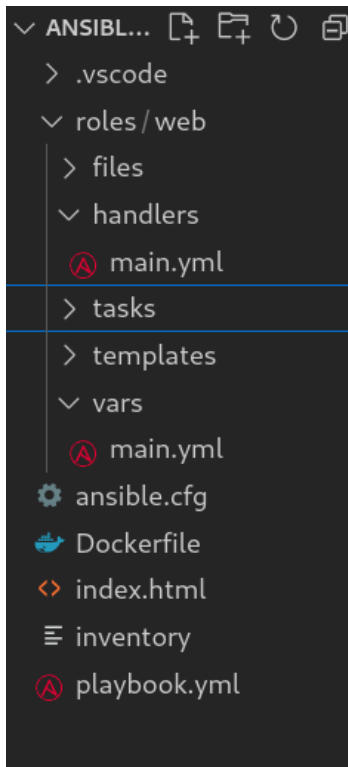 ANSIBL...
.vscode
roles/web
files
handlers
main.yml
tasks
templates
vars
main.yml
ansible.cfg
Dockerfile
index.html
inventory
playbook.yml